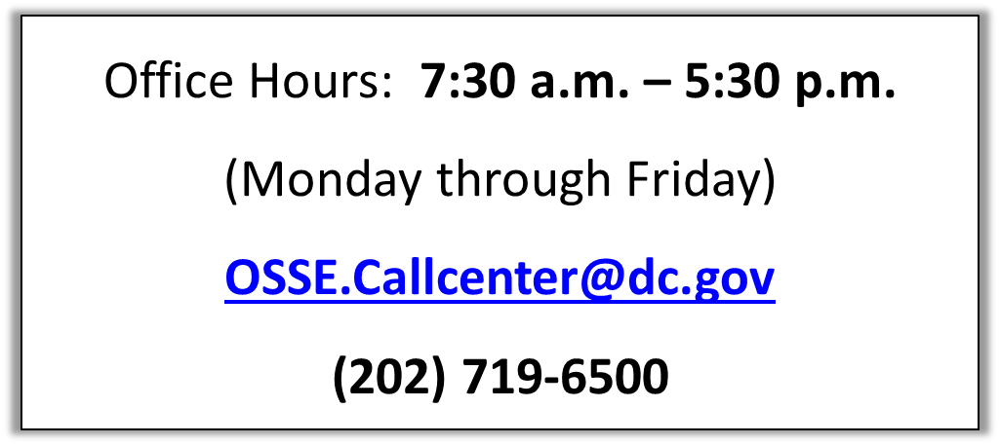 Office Hours:  7:30 a.m. – 5:30 p.m.
(Monday through Friday)
OSSE.Callcenter@dc.gov
(202) 719-6500